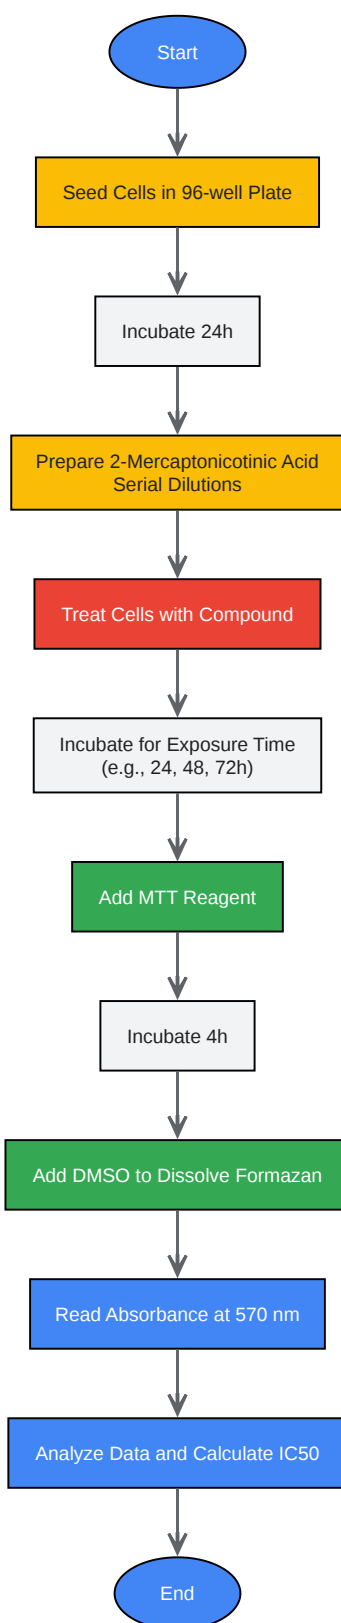 Start
Seed Cells in 96-well Plate
Incubate 24h
Prepare 2-Mercaptonicotinic Acid
Serial Dilutions
Treat Cells with Compound
Incubate for Exposure Time
(e.g., 24, 48, 72h)
Add MTT Reagent
Incubate 4h
Add DMSO to Dissolve Formazan
Read Absorbance at 570 nm
Analyze Data and Calculate IC50
End